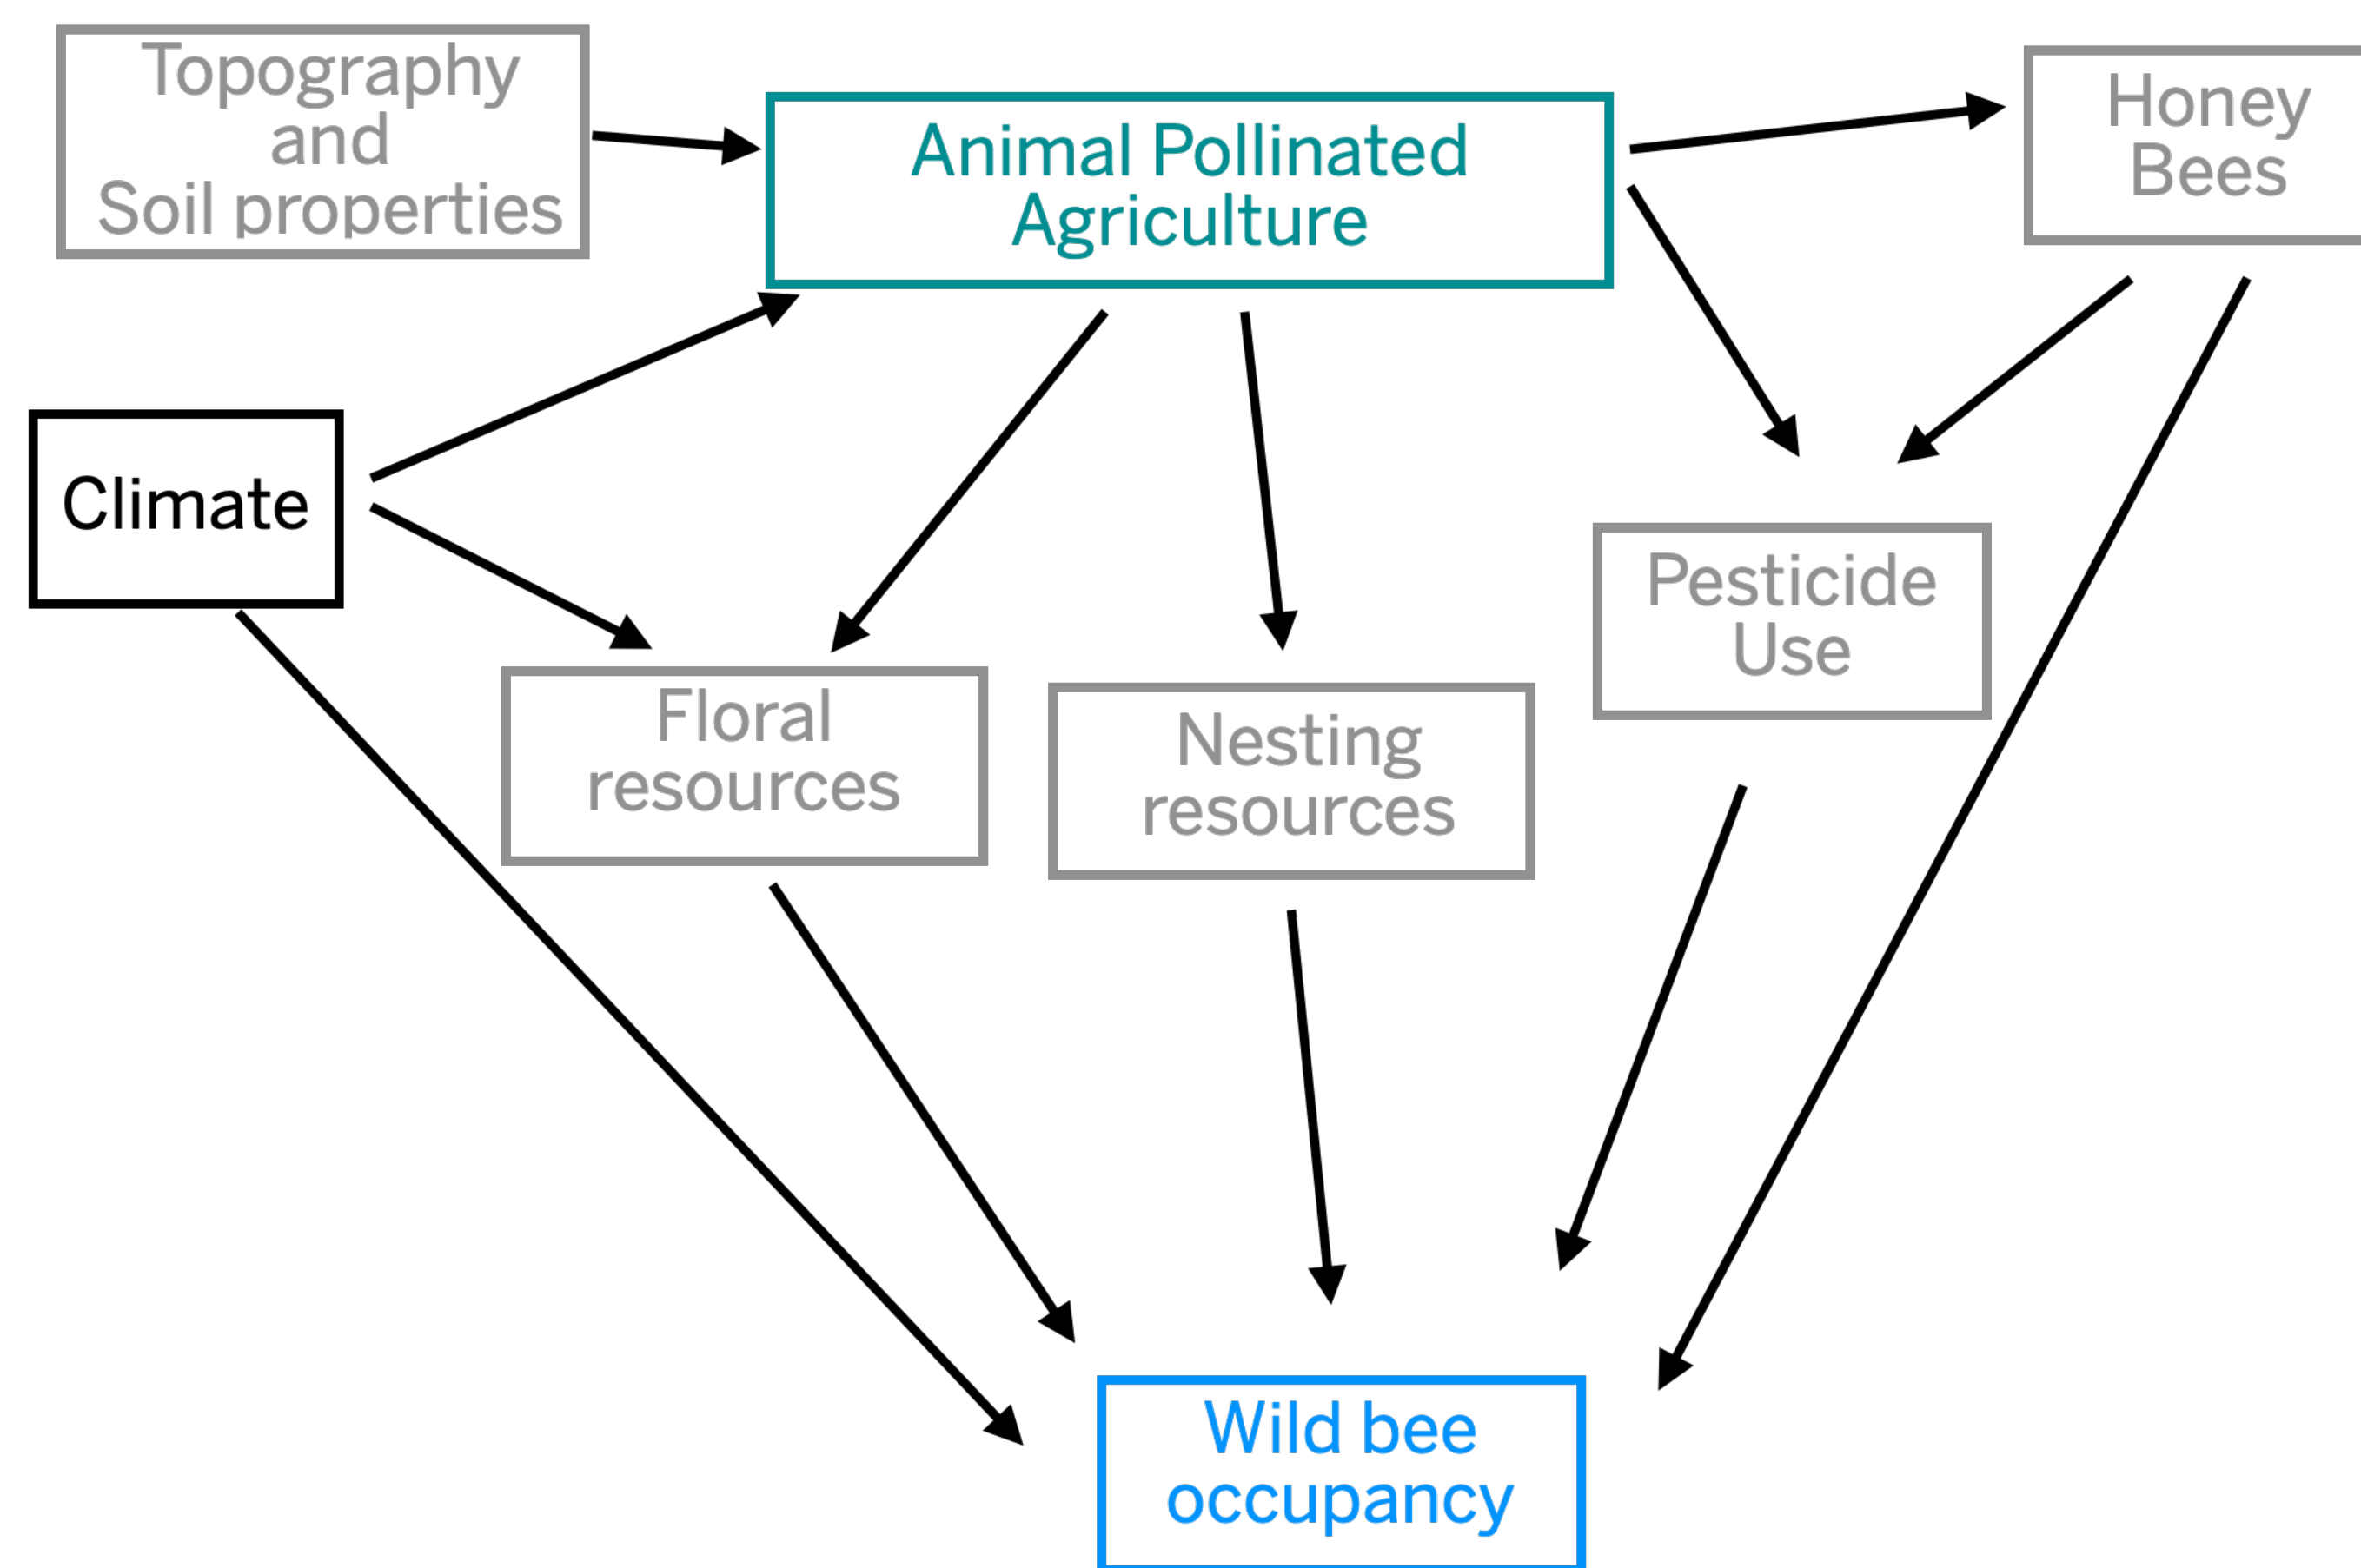 Topography
and
Soil properties
Animal Pollinated
Agriculture
Honey
Bees
Climate
Pesticide
Use
Floral
resources
Nesting
resources
Wild bee
occupancy